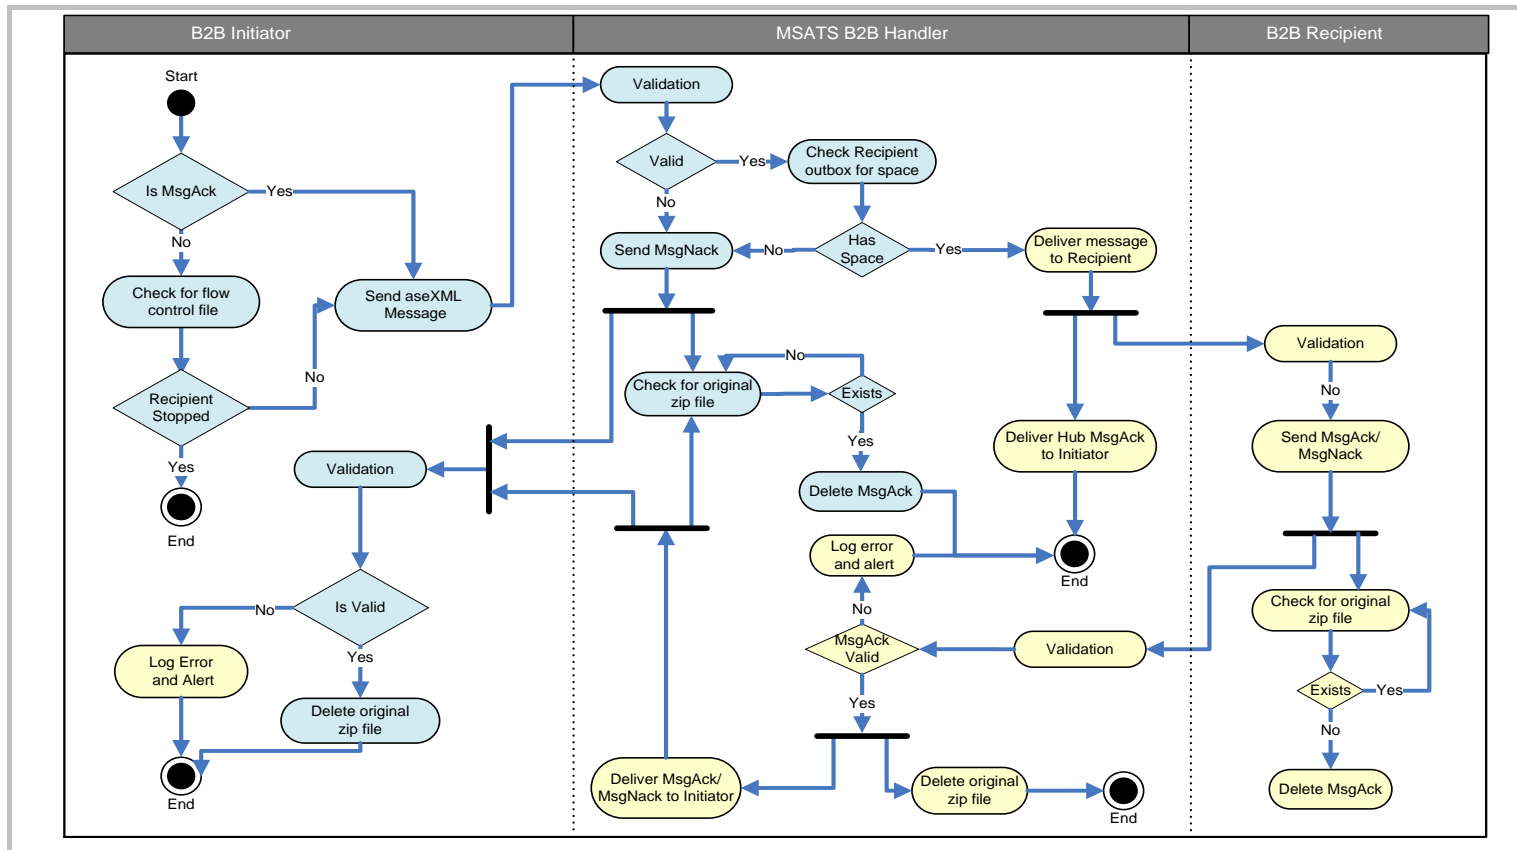 B2B Initiator
MSATS B2B Handler
B2B Recipient
Start
Is MsgAck
Yes
No
Check for flow
control file
Send aseXML
Message
No
Recipient
Stopped
Yes
End
Validation
Is Valid
No
Yes
Log Error
and Alert
Delete original
zip file
End
Validation
Valid
Yes
Check Recipient
outbox for space
No
Send MsgNack
No
Has
Space
Yes
Deliver message
to Recipient
No
Check for original
zip file
Exists
Yes
Delete MsgAck
Deliver Hub MsgAck
to Initiator
Log error
and alert
End
No
MsgAck
Valid
Validation
Yes
Deliver MsgAck/
MsgNack to Initiator
Delete original
zip file
End
Validation
No
Send MsgAck/
MsgNack
Check for original
zip file
Exists
Yes
No
Delete MsgAck